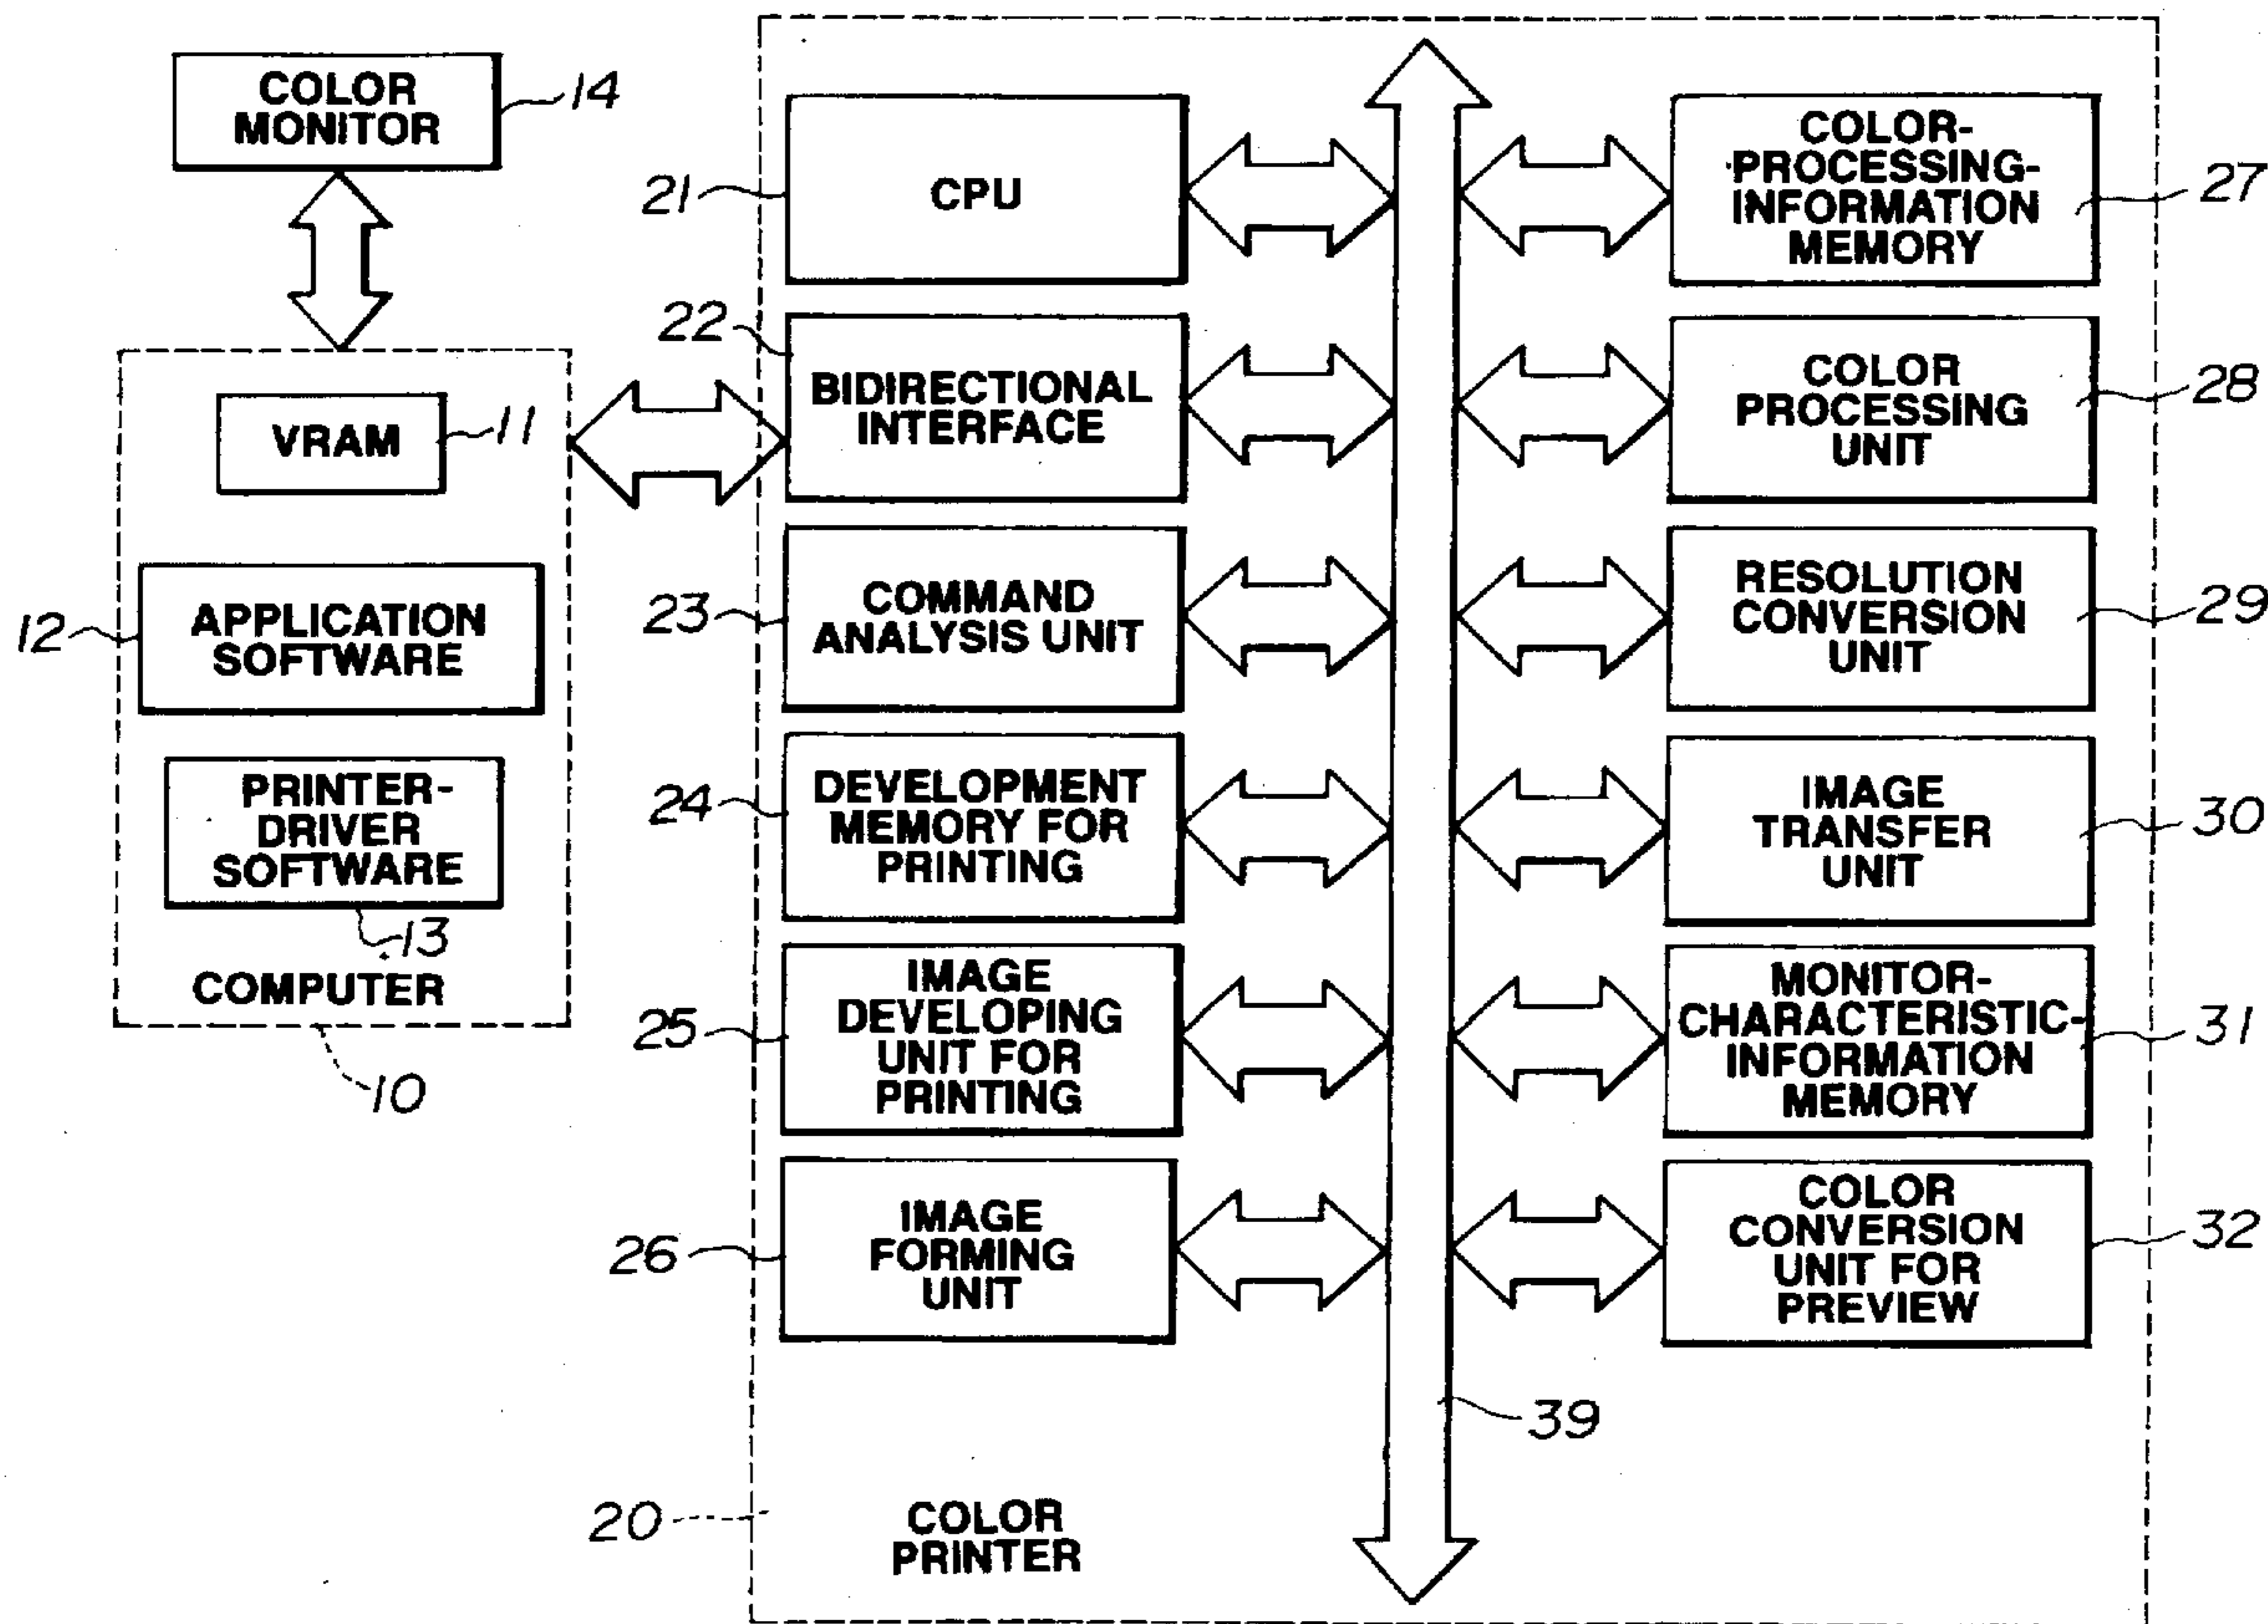 COLOR
MONITOR
14
VRAM
11
12
APPLICATION
SOFTWARE
PRINTER-
DRIVER
SOFTWARE
13
COMPUTER
10
21
CPU
22
BIDIRECTIONAL
INTERFACE
23
COMMAND
ANALYSIS UNIT
24
DEVELOPMENT
MEMORY FOR
PRINTING
25
IMAGE
DEVELOPING
UNIT FOR
PRINTING
26
IMAGE
FORMING
UNIT
COLOR-
PROCESSING-
INFORMATION
MEMORY
27
COLOR
PROCESSING
UNIT
28
RESOLUTION
CONVERSION
UNIT
29
IMAGE
TRANSFER
UNIT
30
MONITOR-
CHARACTERISTIC-
INFORMATION
MEMORY
31
COLOR
CONVERSION
UNIT FOR
PREVIEW
32
39
20
COLOR
PRINTER